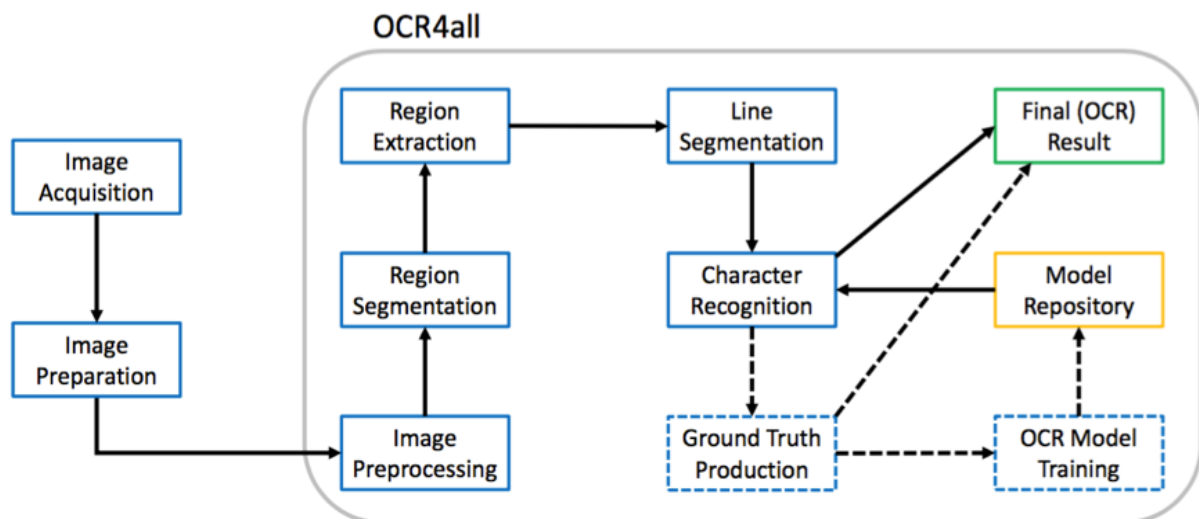 OCR4all
Image
Acquisition
Image
Preparation
Image
Preprocessing
Region
Segmentation
Region
Extraction
Line
Segmentation
Character
Recognition
Ground Truth
Production
OCR Model
Training
Model
Repository
Final (OCR)
Result